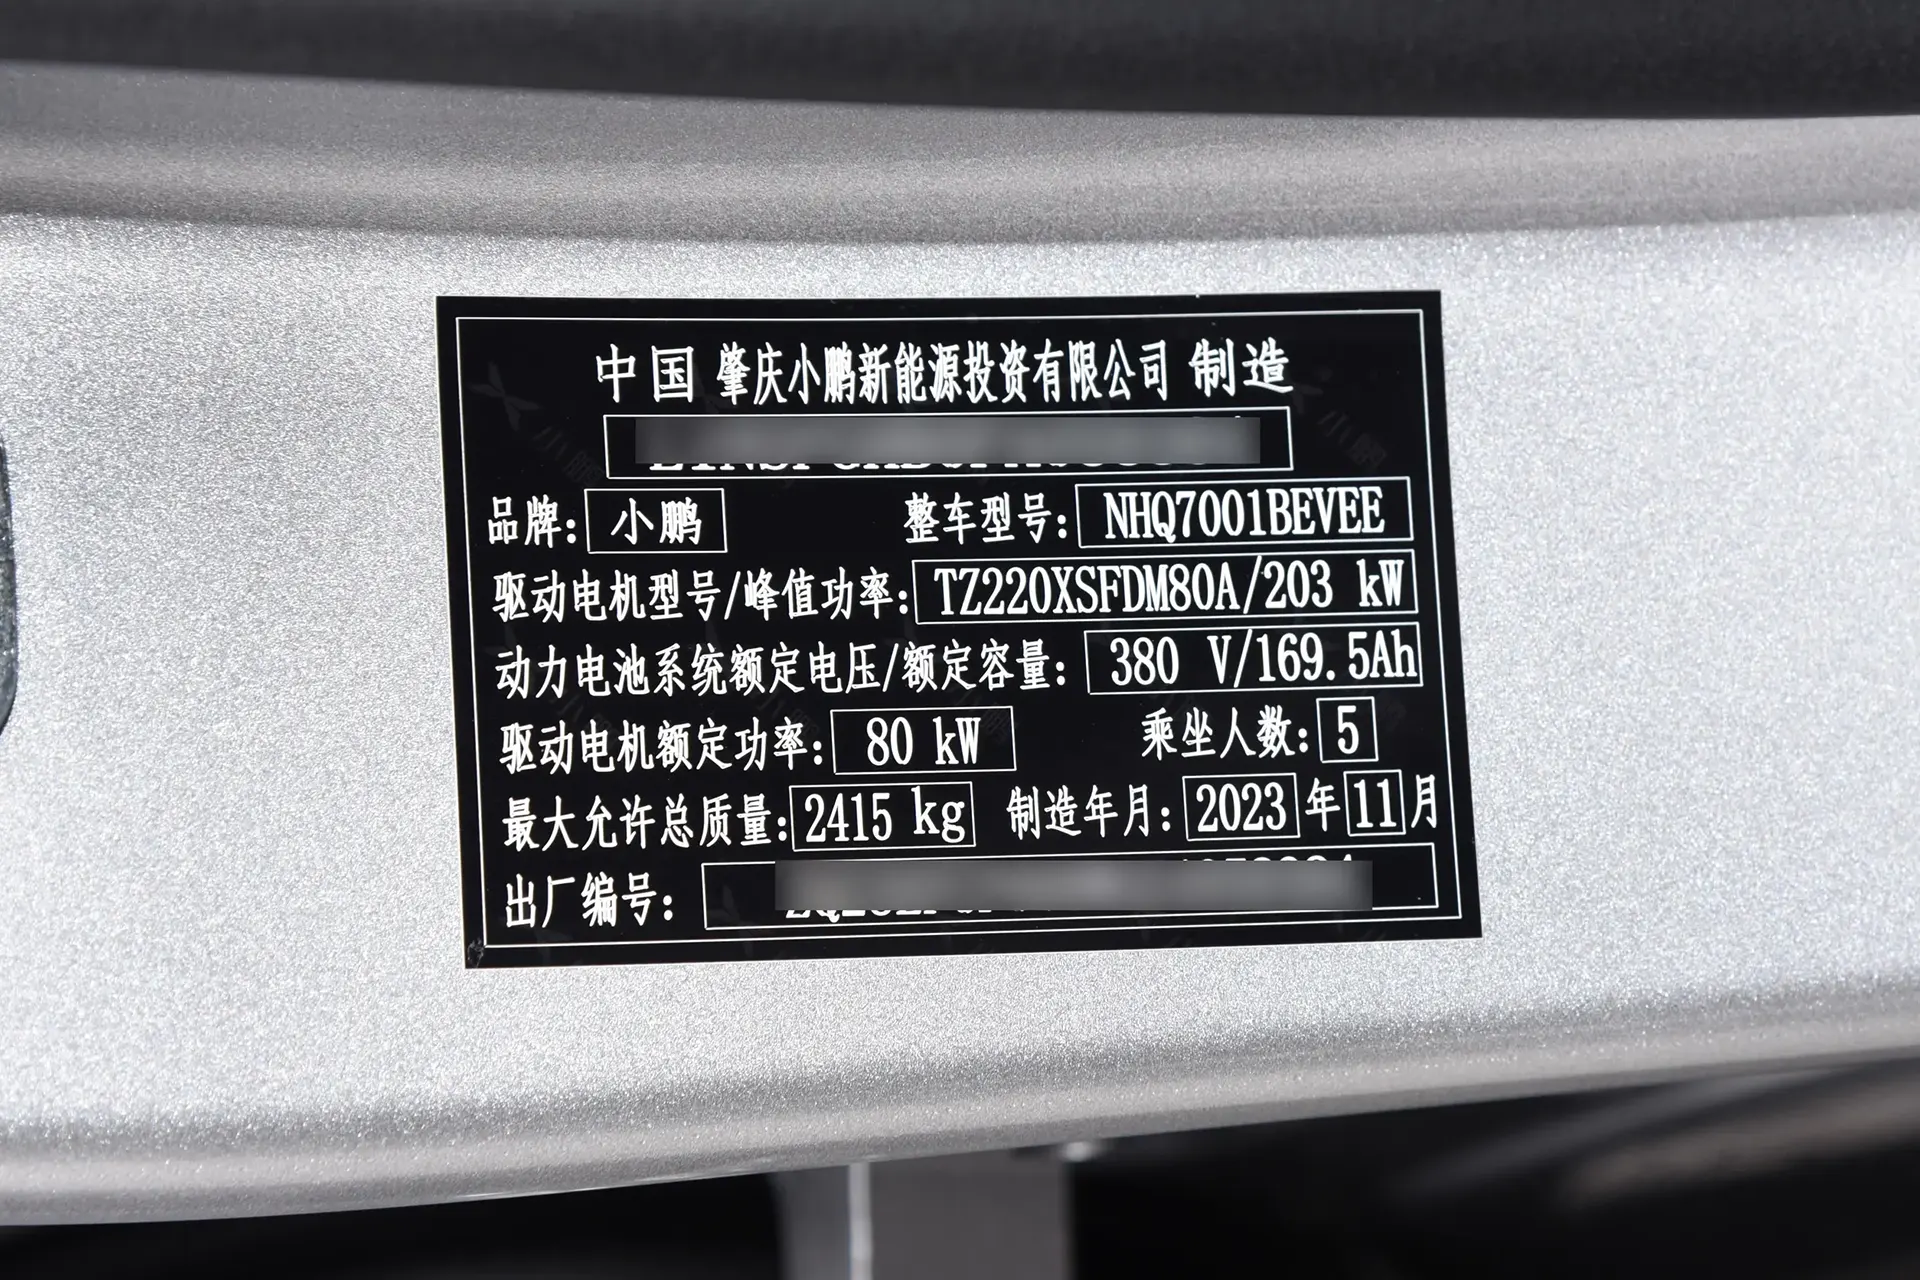 中国 肇庆小鹏新能源投资有限公司 制造
品牌: 小鹏 整车型号: NHQ7001BEVEE
驱动电机型号/峰值功率: TZ220XSFDM80A/203 kW
动力电池系统额定电压/额定容量: 380 V/169.5Ah
驱动电机额定功率: 80 kW 乘坐人数: 5
最大允许总质量: 2415 kg 制造年月: 2023 年 11 月
出厂编号: